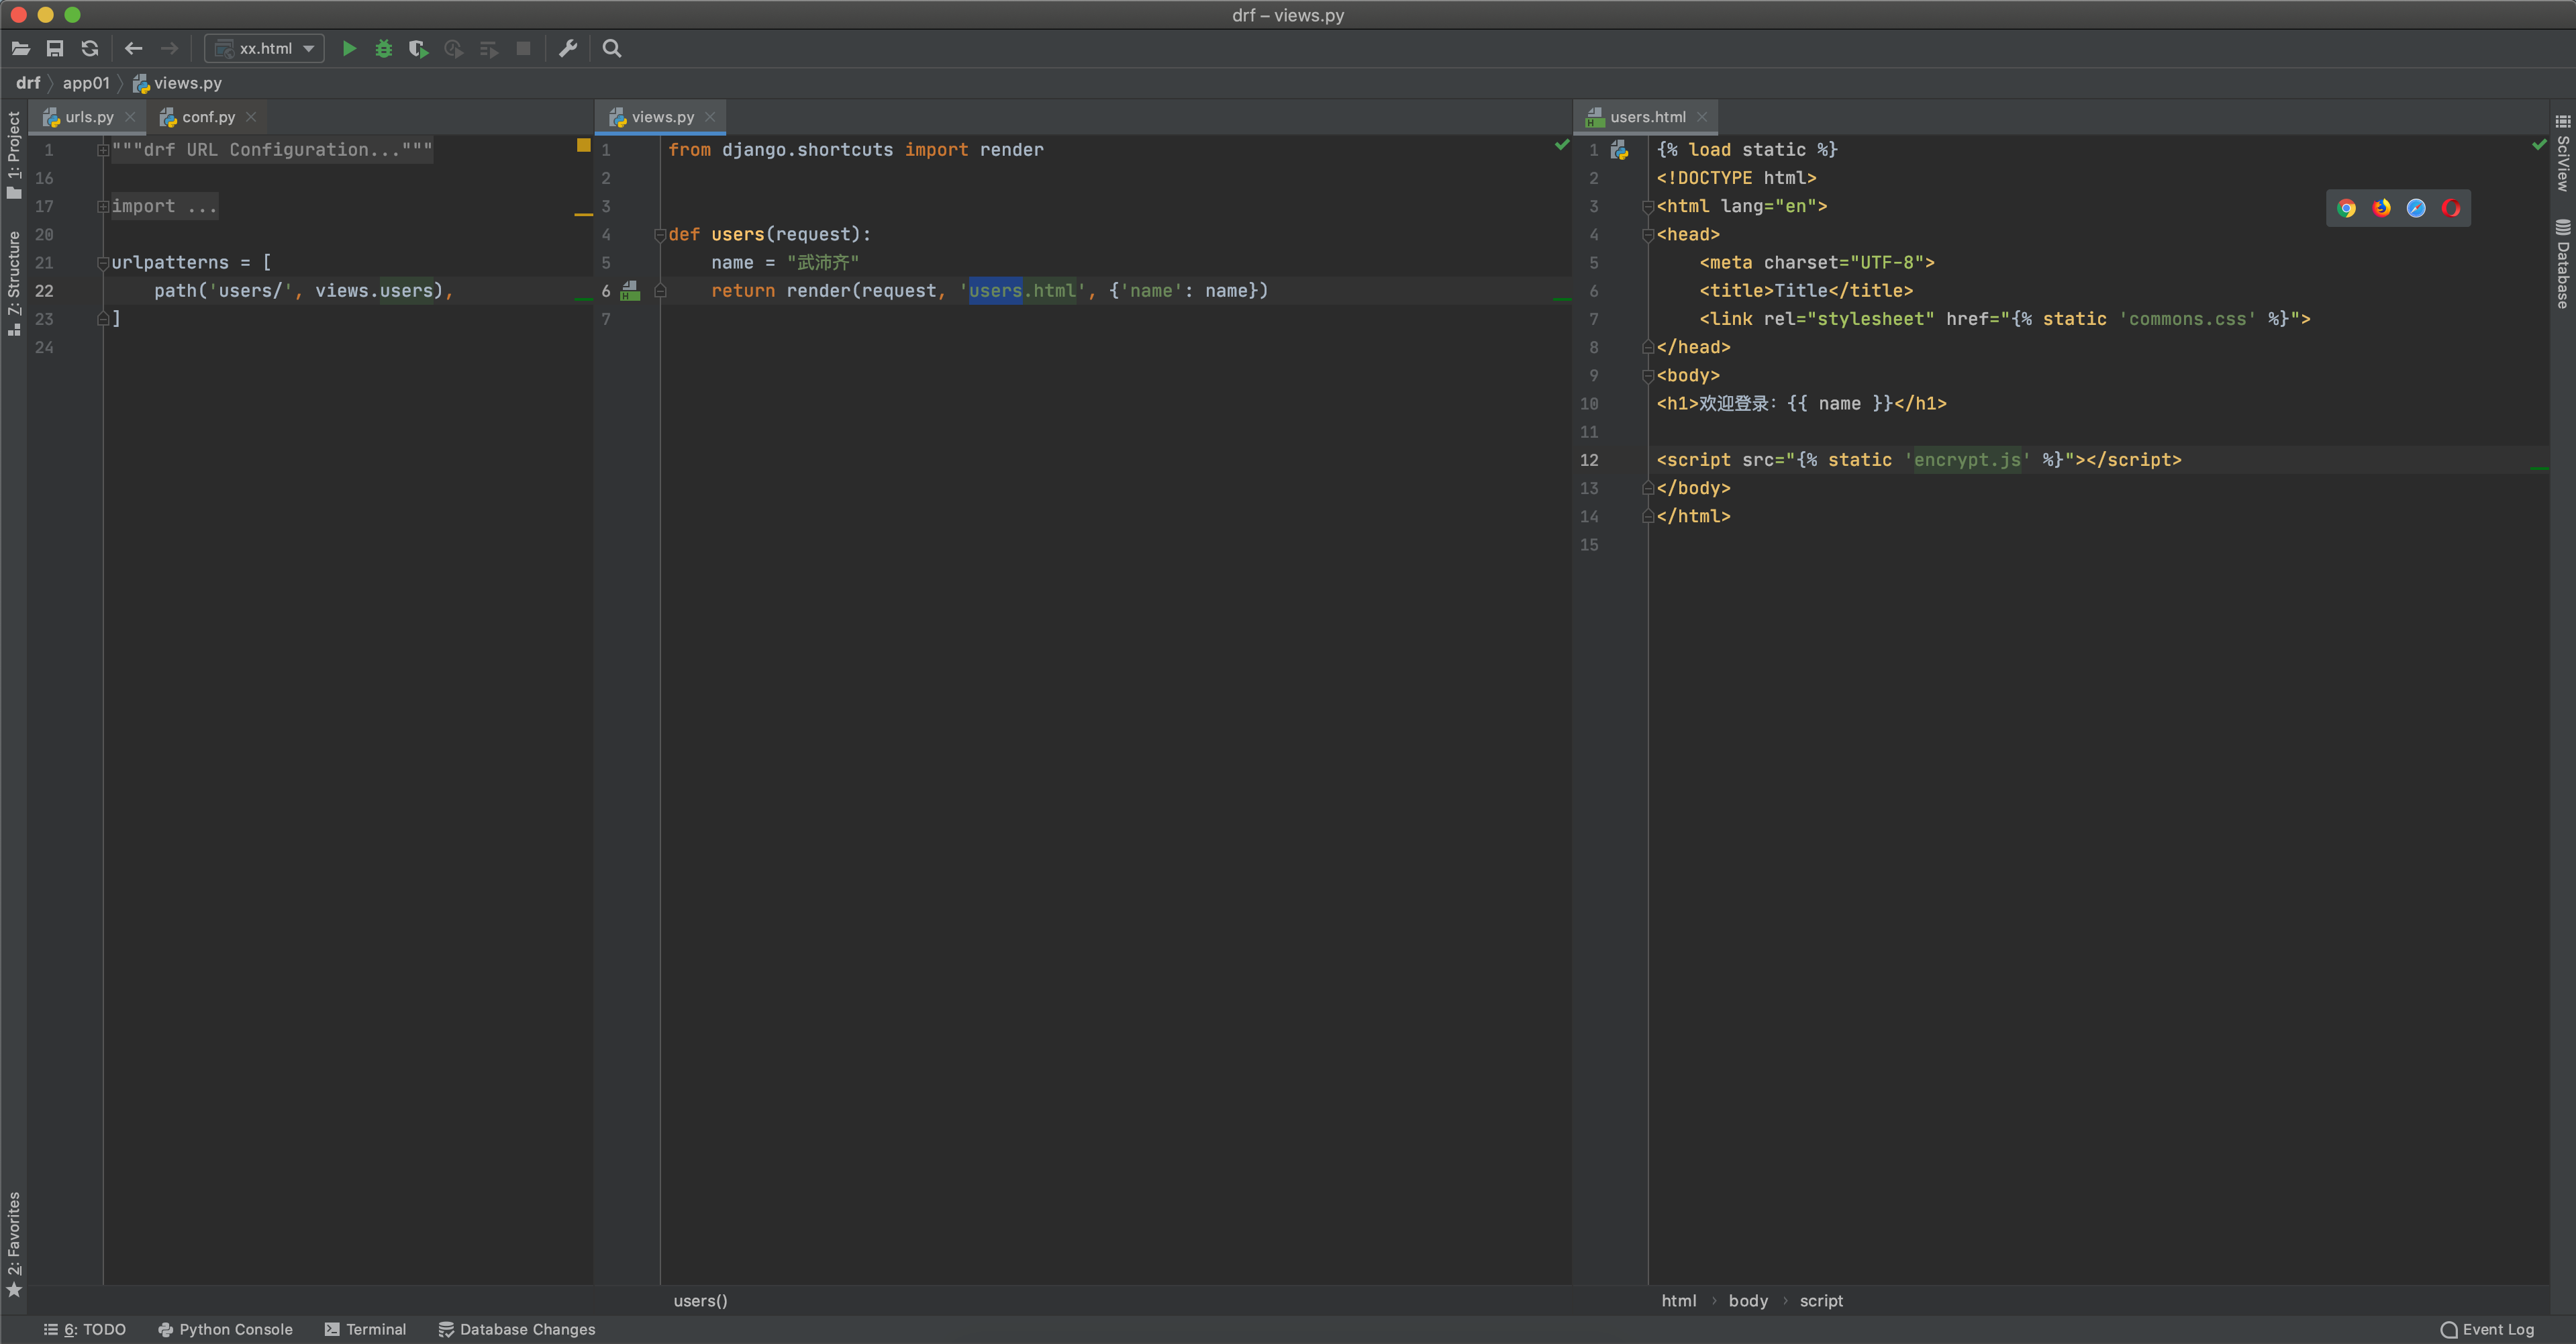 drf – views.py
xx.html
drf app01 views.py
1: Project
Z: Structure
2: Favorites
urls.py conf.py
1 """drf URL Configuration..."""
16
17 import ...
20
21 urlpatterns = [
22     path('users/', views.users),
23 ]
24
views.py
1 from django.shortcuts import render
2
3
4 def users(request):
5     name = "武沛齐"
6     return render(request, 'users.html', {'name': name})
7
users()
users.html
1 {% load static %}
2 <!DOCTYPE html>
3 <html lang="en">
4 <head>
5     <meta charset="UTF-8">
6     <title>Title</title>
7     <link rel="stylesheet" href="{% static 'commons.css' %}">
8 </head>
9 <body>
10 <h1>欢迎登录：{{ name }}</h1>
11
12 <script src="{% static 'encrypt.js' %}"></script>
13 </body>
14 </html>
15
html › body › script
SciView
Database
6: TODO Python Console Terminal Database Changes Event Log